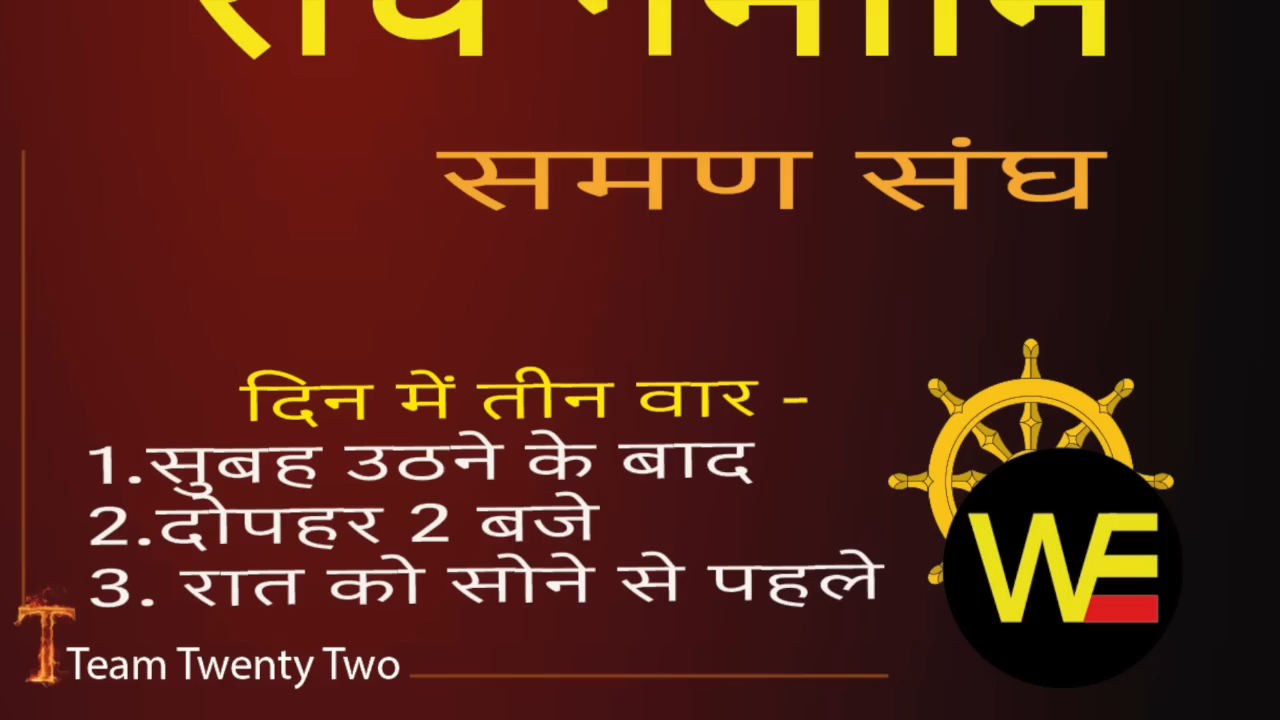 समण संघ
दिन में तीन वार -
1.सुबह उठने के बाद
2.दोपहर 2 बजे
3. रात को सोने से पहले
WE
T Team Twenty Two